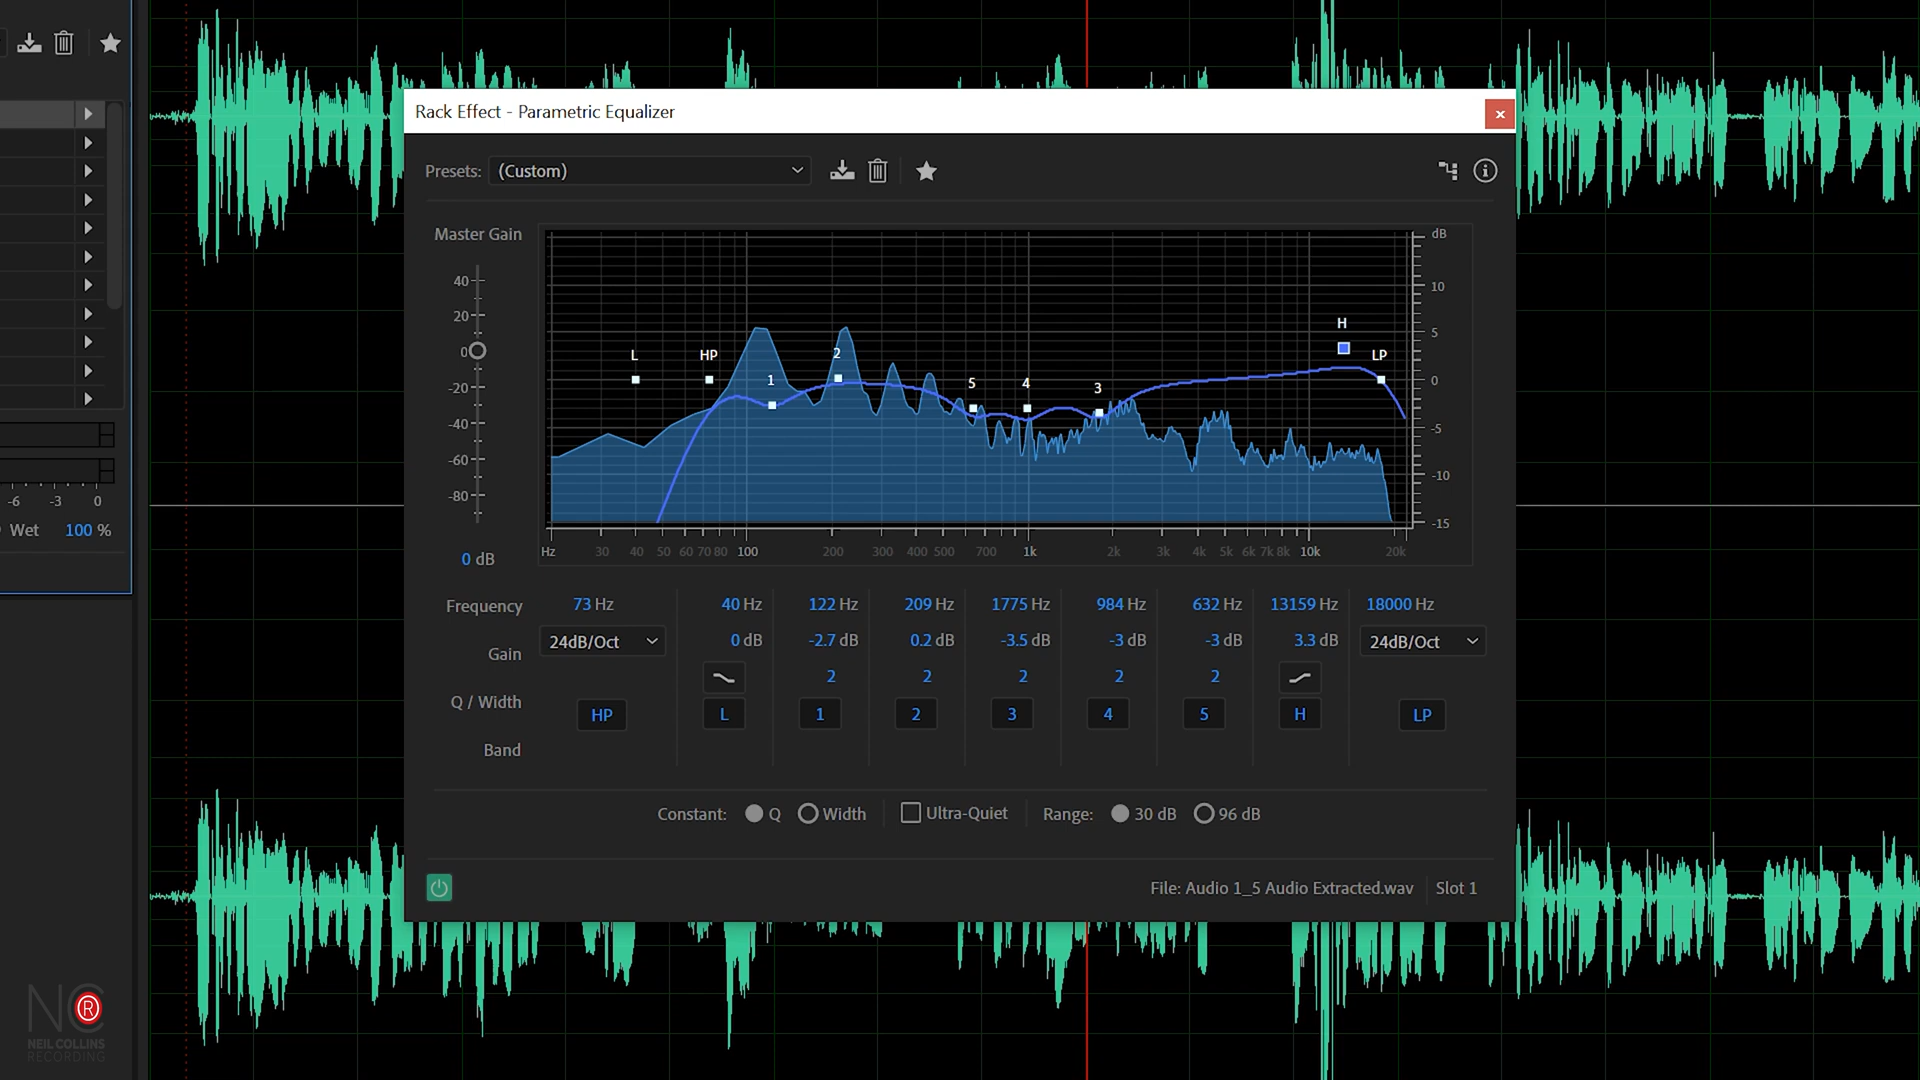 Rack Effect - Parametric Equalizer
Presets: (Custom)
Master Gain
40
20
0
-20
-40
-60
-80
0 dB
L
HP
1
2
5
4
3
H
LP
dB
10
5
0
-5
-10
-15
Hz 30 40 50 60 70 80 100 200 300 400 500 700 1k 2k 3k 4k 5k 6k 7k 8k 10k 20k
Frequency 73 Hz 40 Hz 122 Hz 209 Hz 1775 Hz 984 Hz 632 Hz 13159 Hz 18000 Hz
Gain 24dB/Oct 0 dB -2.7 dB 0.2 dB -3.5 dB -3 dB -3 dB 3.3 dB 24dB/Oct
Q / Width 2 2 2 2 2
Band HP L 1 2 3 4 5 H LP
Constant: Q Width Ultra-Quiet Range: 30 dB 96 dB
File: Audio 1_5 Audio Extracted.wav Slot 1
-6 -3 0
Wet 100 %
NC R
NEIL COLLINS
RECORDING